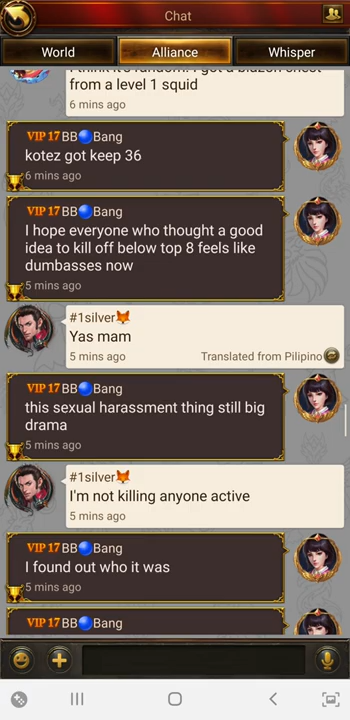 Chat
World
Alliance
Whisper
from a level 1 squid
6 mins ago
VIP 17 BB🔵Bang
kotez got keep 36
6 mins ago
VIP 17 BB🔵Bang
I hope everyone who thought a good
idea to kill off below top 8 feels like
dumbasses now
5 mins ago
#1silver🦊
Yas mam
5 mins ago Translated from Pilipino
VIP 17 BB🔵Bang
this sexual harassment thing still big
drama
5 mins ago
#1silver🦊
I'm not killing anyone active
5 mins ago
VIP 17 BB🔵Bang
I found out who it was
5 mins ago
VIP 17 BB🔵Bang